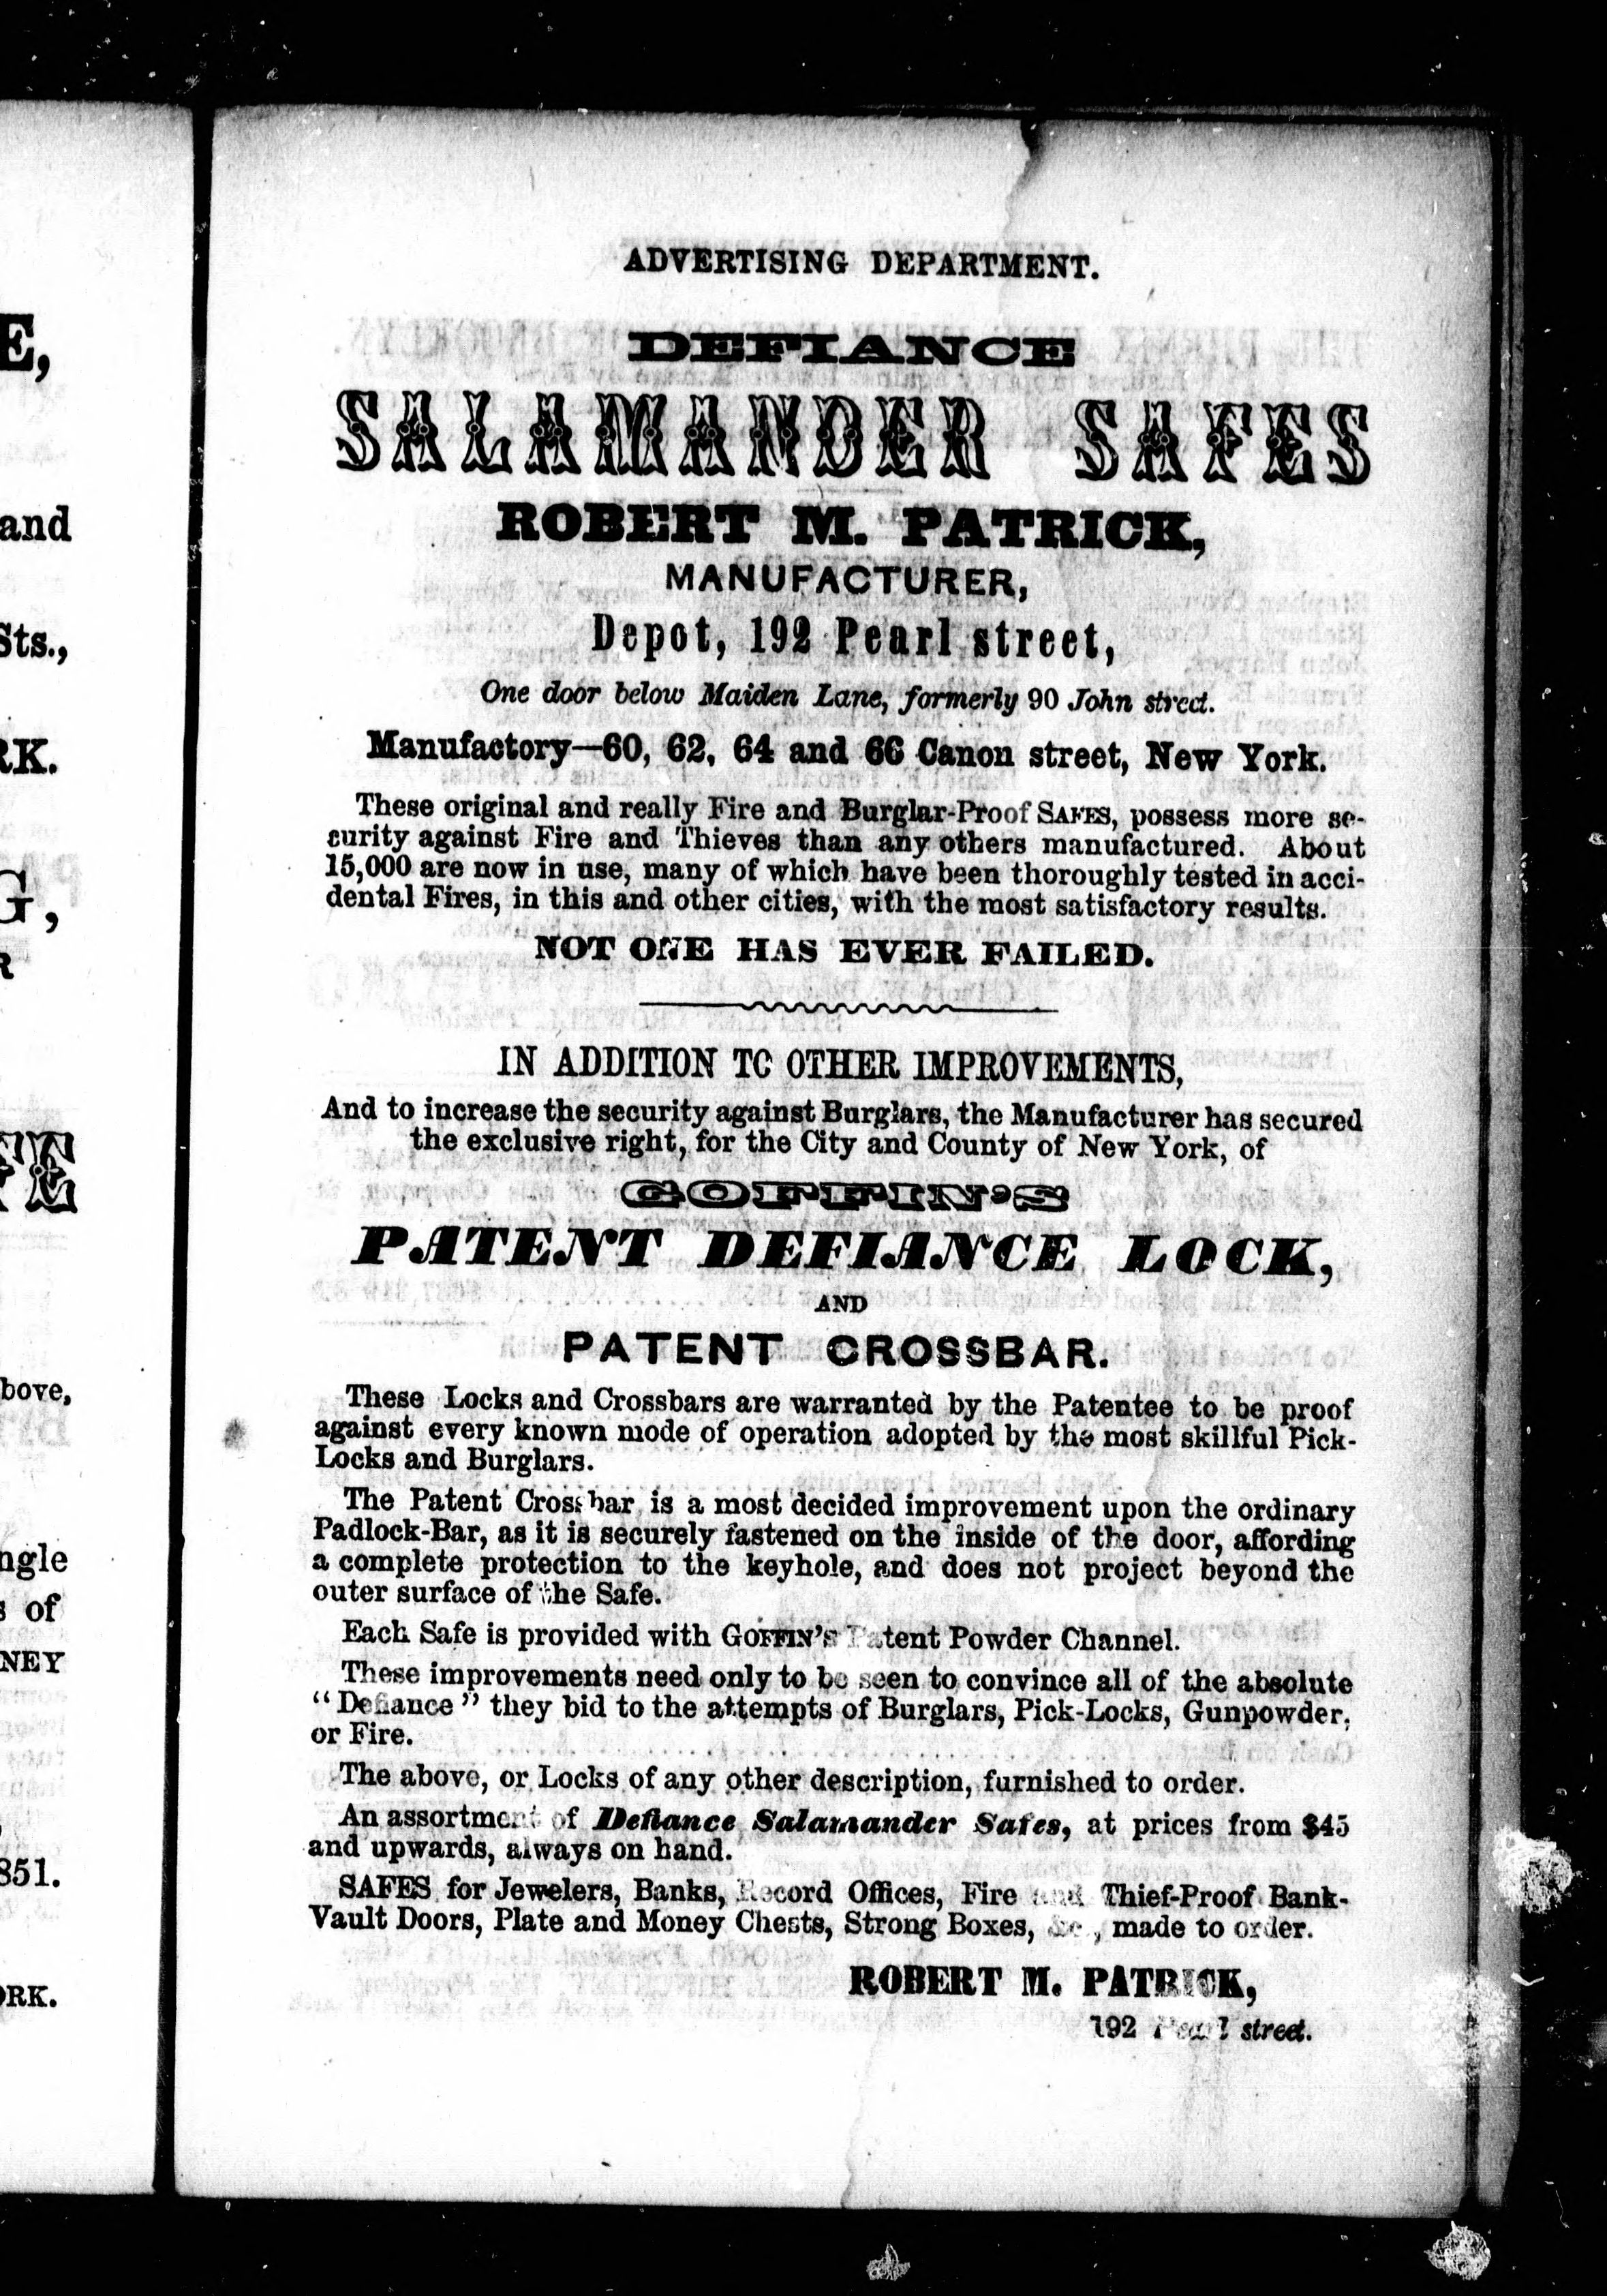 E,
and
Sts.,
RK.
G,
R
FE
bove,
ngle
s of
NEY
851.
ORK.
ADVERTISING DEPARTMENT.
DEFIANCE
SALAMANDER SAFES
ROBERT M. PATRICK,
MANUFACTURER,
Depot, 192 Pearl street,
One door below Maiden Lane, formerly 90 John street.
Manufactory—60, 62, 64 and 66 Canon street, New York.
These original and really Fire and Burglar-Proof SAFES, possess more se-
curity against Fire and Thieves than any others manufactured. About
15,000 are now in use, many of which have been thoroughly tested in acci-
dental Fires, in this and other cities, with the most satisfactory results.
NOT ONE HAS EVER FAILED.
IN ADDITION TO OTHER IMPROVEMENTS,
And to increase the security against Burglars, the Manufacturer has secured
the exclusive right, for the City and County of New York, of
GOFFIN'S
PATENT DEFIANCE LOCK,
AND
PATENT CROSSBAR.
These Locks and Crossbars are warranted by the Patentee to be proof
against every known mode of operation adopted by the most skillful Pick-
Locks and Burglars.
The Patent Crossbar is a most decided improvement upon the ordinary
Padlock-Bar, as it is securely fastened on the inside of the door, affording
a complete protection to the keyhole, and does not project beyond the
outer surface of the Safe.
Each Safe is provided with GOFFIN'S Patent Powder Channel.
These improvements need only to be seen to convince all of the absolute
"Defiance" they bid to the attempts of Burglars, Pick-Locks, Gunpowder,
or Fire.
The above, or Locks of any other description, furnished to order.
An assortment of Defiance Salamander Safes, at prices from $45
and upwards, always on hand.
SAFES for Jewelers, Banks, Record Offices, Fire and Thief-Proof Bank-
Vault Doors, Plate and Money Chests, Strong Boxes, &c., made to order.
ROBERT M. PATRICK,
192 Pearl street.